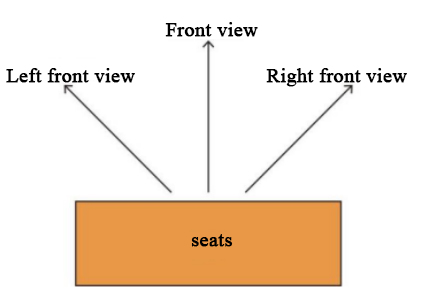 Front view
Left front view
Right front view
seats